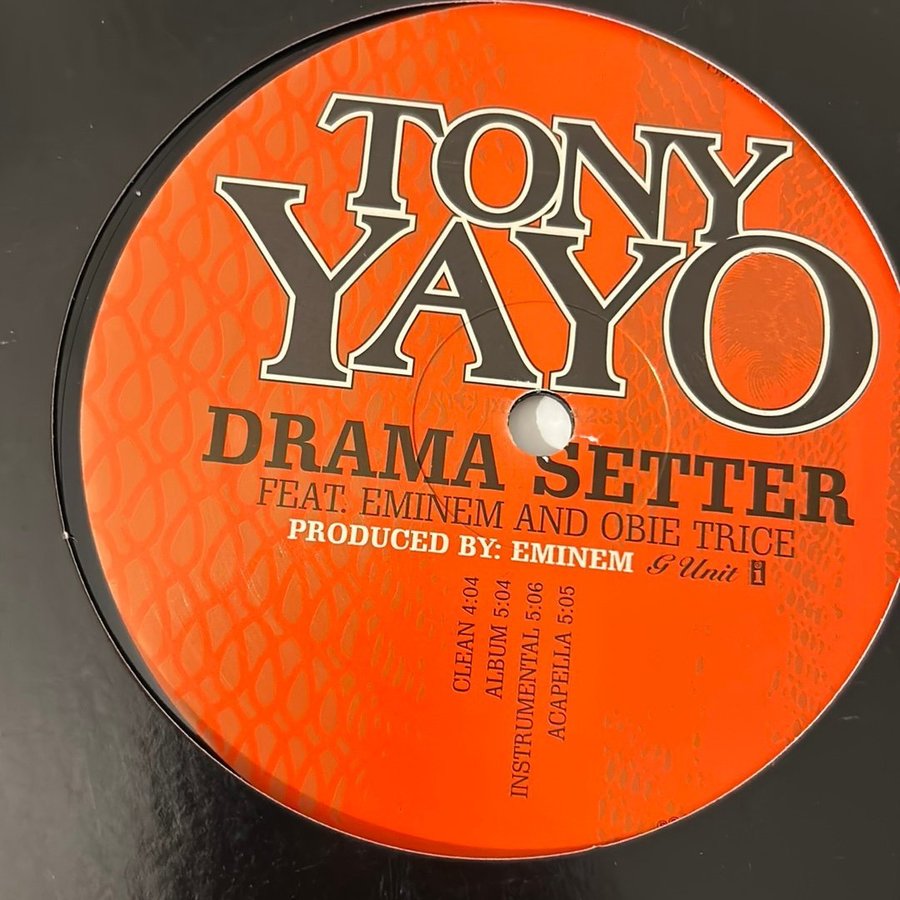 TONY
YAYO
DRAMA SETTER
FEAT. EMINEM AND OBIE TRICE
PRODUCED BY: EMINEM G Unit i
CLEAN 4:04
ALBUM 5:04
INSTRUMENTAL 5:06
ACAPELLA 5:05